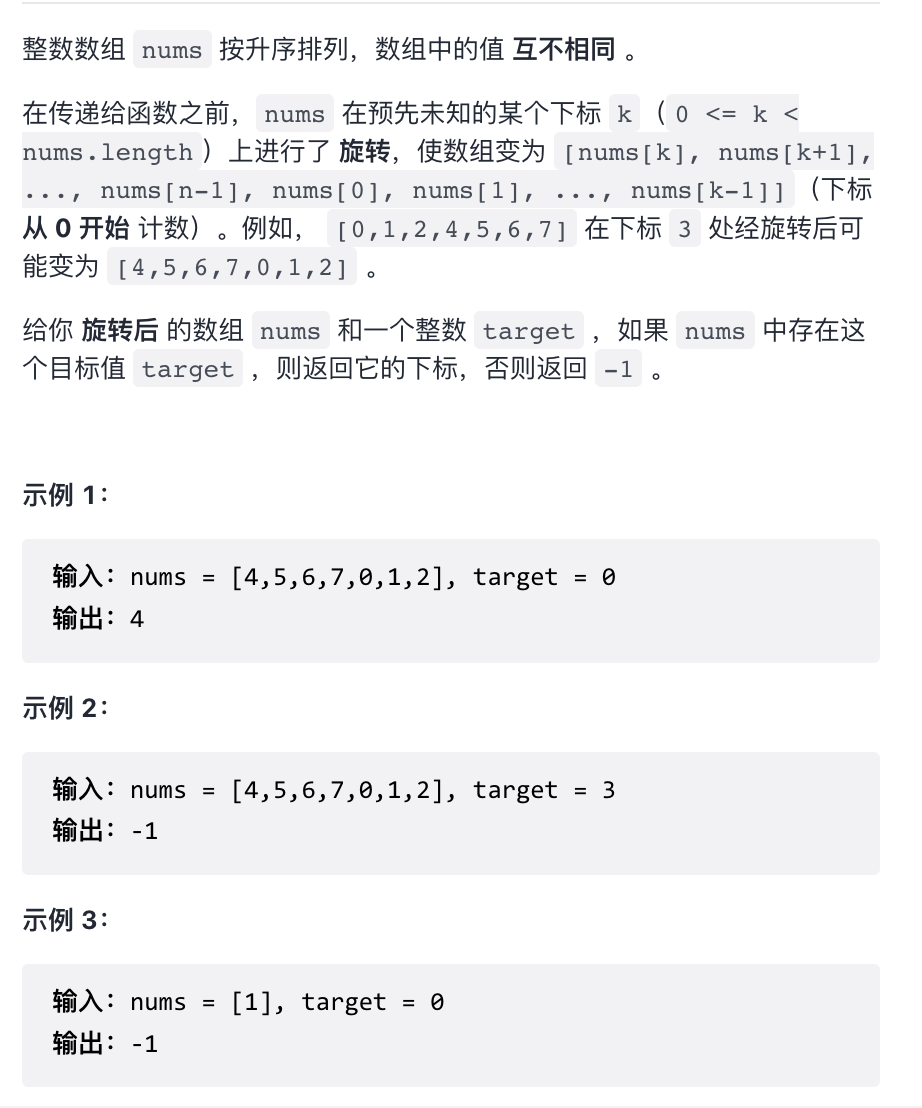 整数数组 nums 按升序排列，数组中的值 互不相同 。
在传递给函数之前，nums 在预先未知的某个下标 k（0 <= k <
nums.length）上进行了 旋转，使数组变为 [nums[k], nums[k+1],
..., nums[n-1], nums[0], nums[1], ..., nums[k-1]]（下标
从 0 开始 计数）。例如， [0,1,2,4,5,6,7] 在下标 3 处经旋转后可
能变为 [4,5,6,7,0,1,2] 。
给你 旋转后 的数组 nums 和一个整数 target ，如果 nums 中存在这
个目标值 target ，则返回它的下标，否则返回 -1 。
示例 1：
输入：nums = [4,5,6,7,0,1,2], target = 0
输出：4
示例 2：
输入：nums = [4,5,6,7,0,1,2], target = 3
输出：-1
示例 3：
输入：nums = [1], target = 0
输出：-1